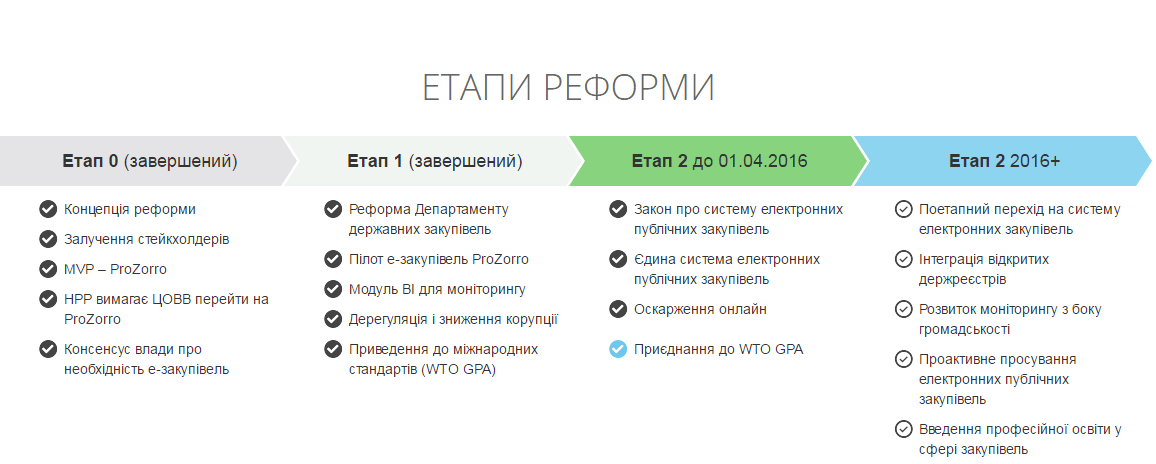 ЕТАПИ РЕФОРМИ
Етап 0 (завершений)
Концепція реформи
Залучення стейкхолдерів
MVP – ProZorro
НРР вимагає ЦОВВ перейти на
ProZorro
Консенсус влади про
необхідність е-закупівель
Етап 1 (завершений)
Реформа Департаменту
державних закупівель
Пілот е-закупівель ProZorro
Модуль BI для моніторингу
Дерегуляція і зниження корупції
Приведення до міжнародних
стандартів (WTO GPA)
Етап 2 до 01.04.2016
Закон про систему електронних
публічних закупівель
Єдина система електронних
публічних закупівель
Оскарження онлайн
Приєднання до WTO GPA
Етап 2 2016+
Поетапний перехід на систему
електронних закупівель
Інтеграція відкритих
держреєстрів
Розвиток моніторингу з боку
громадськості
Проактивне просування
електронних публічних
закупівель
Введення професійної освіти у
сфері закупівель